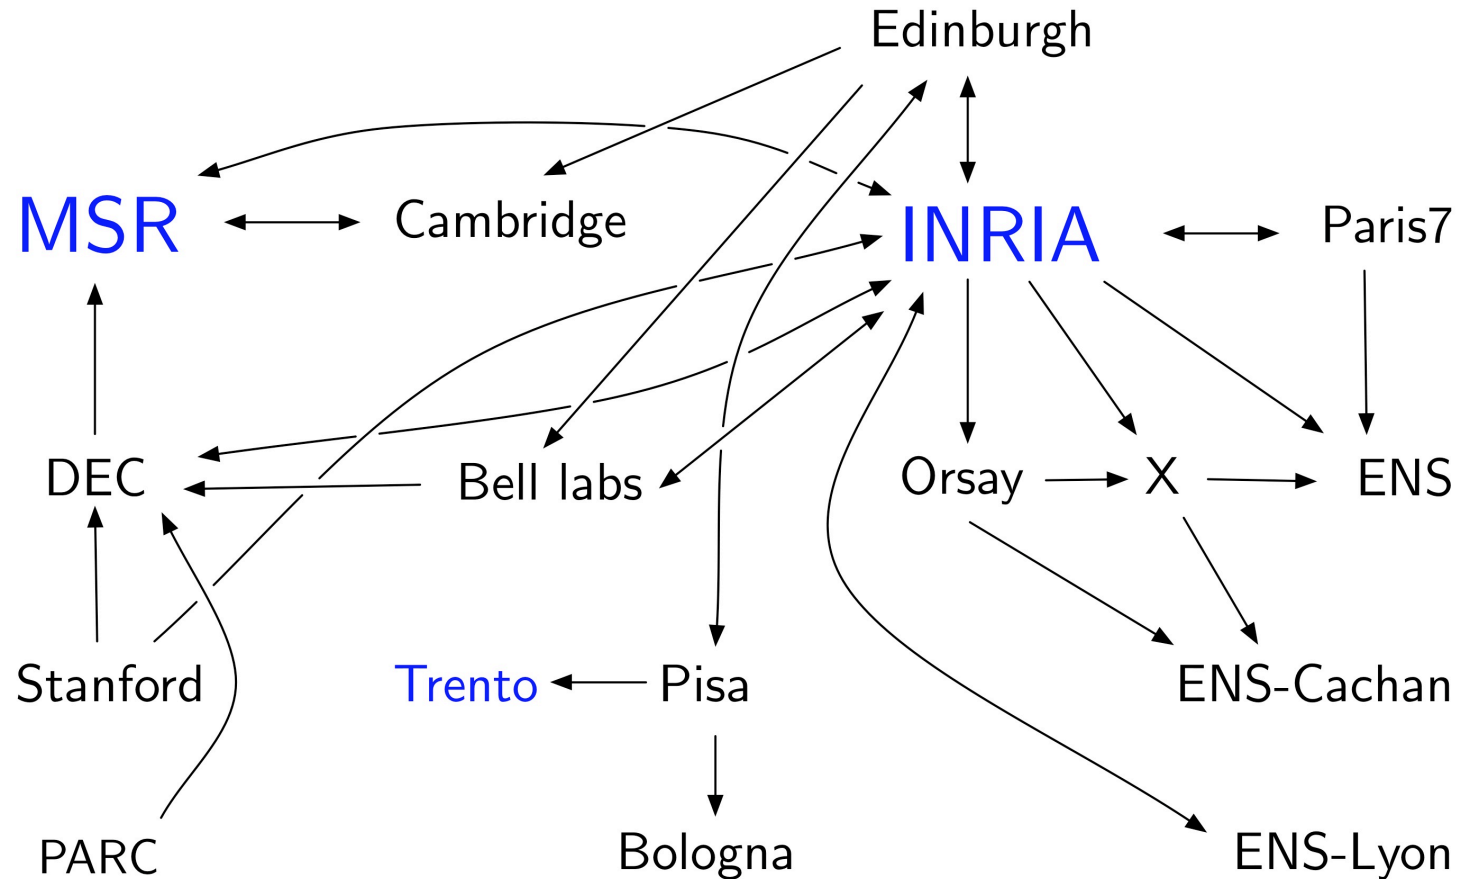 Edinburgh
MSR
Cambridge
INRIA
Paris7
DEC
Bell labs
Orsay
X
ENS
Stanford
Trento
Pisa
ENS-Cachan
PARC
Bologna
ENS-Lyon